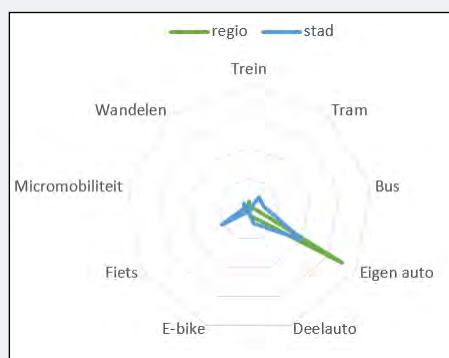 regio stad
Trein
Wandelen Tram
Micromobiliteit Bus
Fiets Eigen auto
E-bike Deelauto